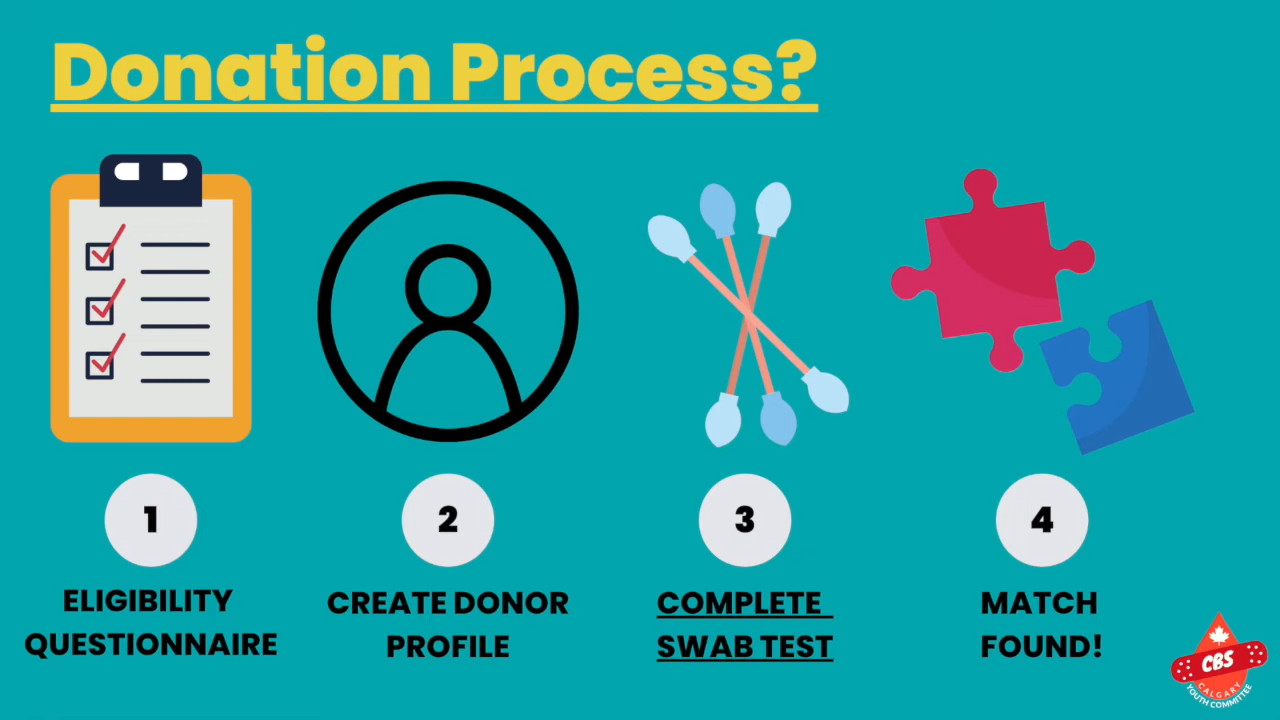 Donation Process?
1
ELIGIBILITY
QUESTIONNAIRE
2
CREATE DONOR
PROFILE
3
COMPLETE
SWAB TEST
4
MATCH
FOUND!
CBS
CALGARY
YOUTH COMMITTEE